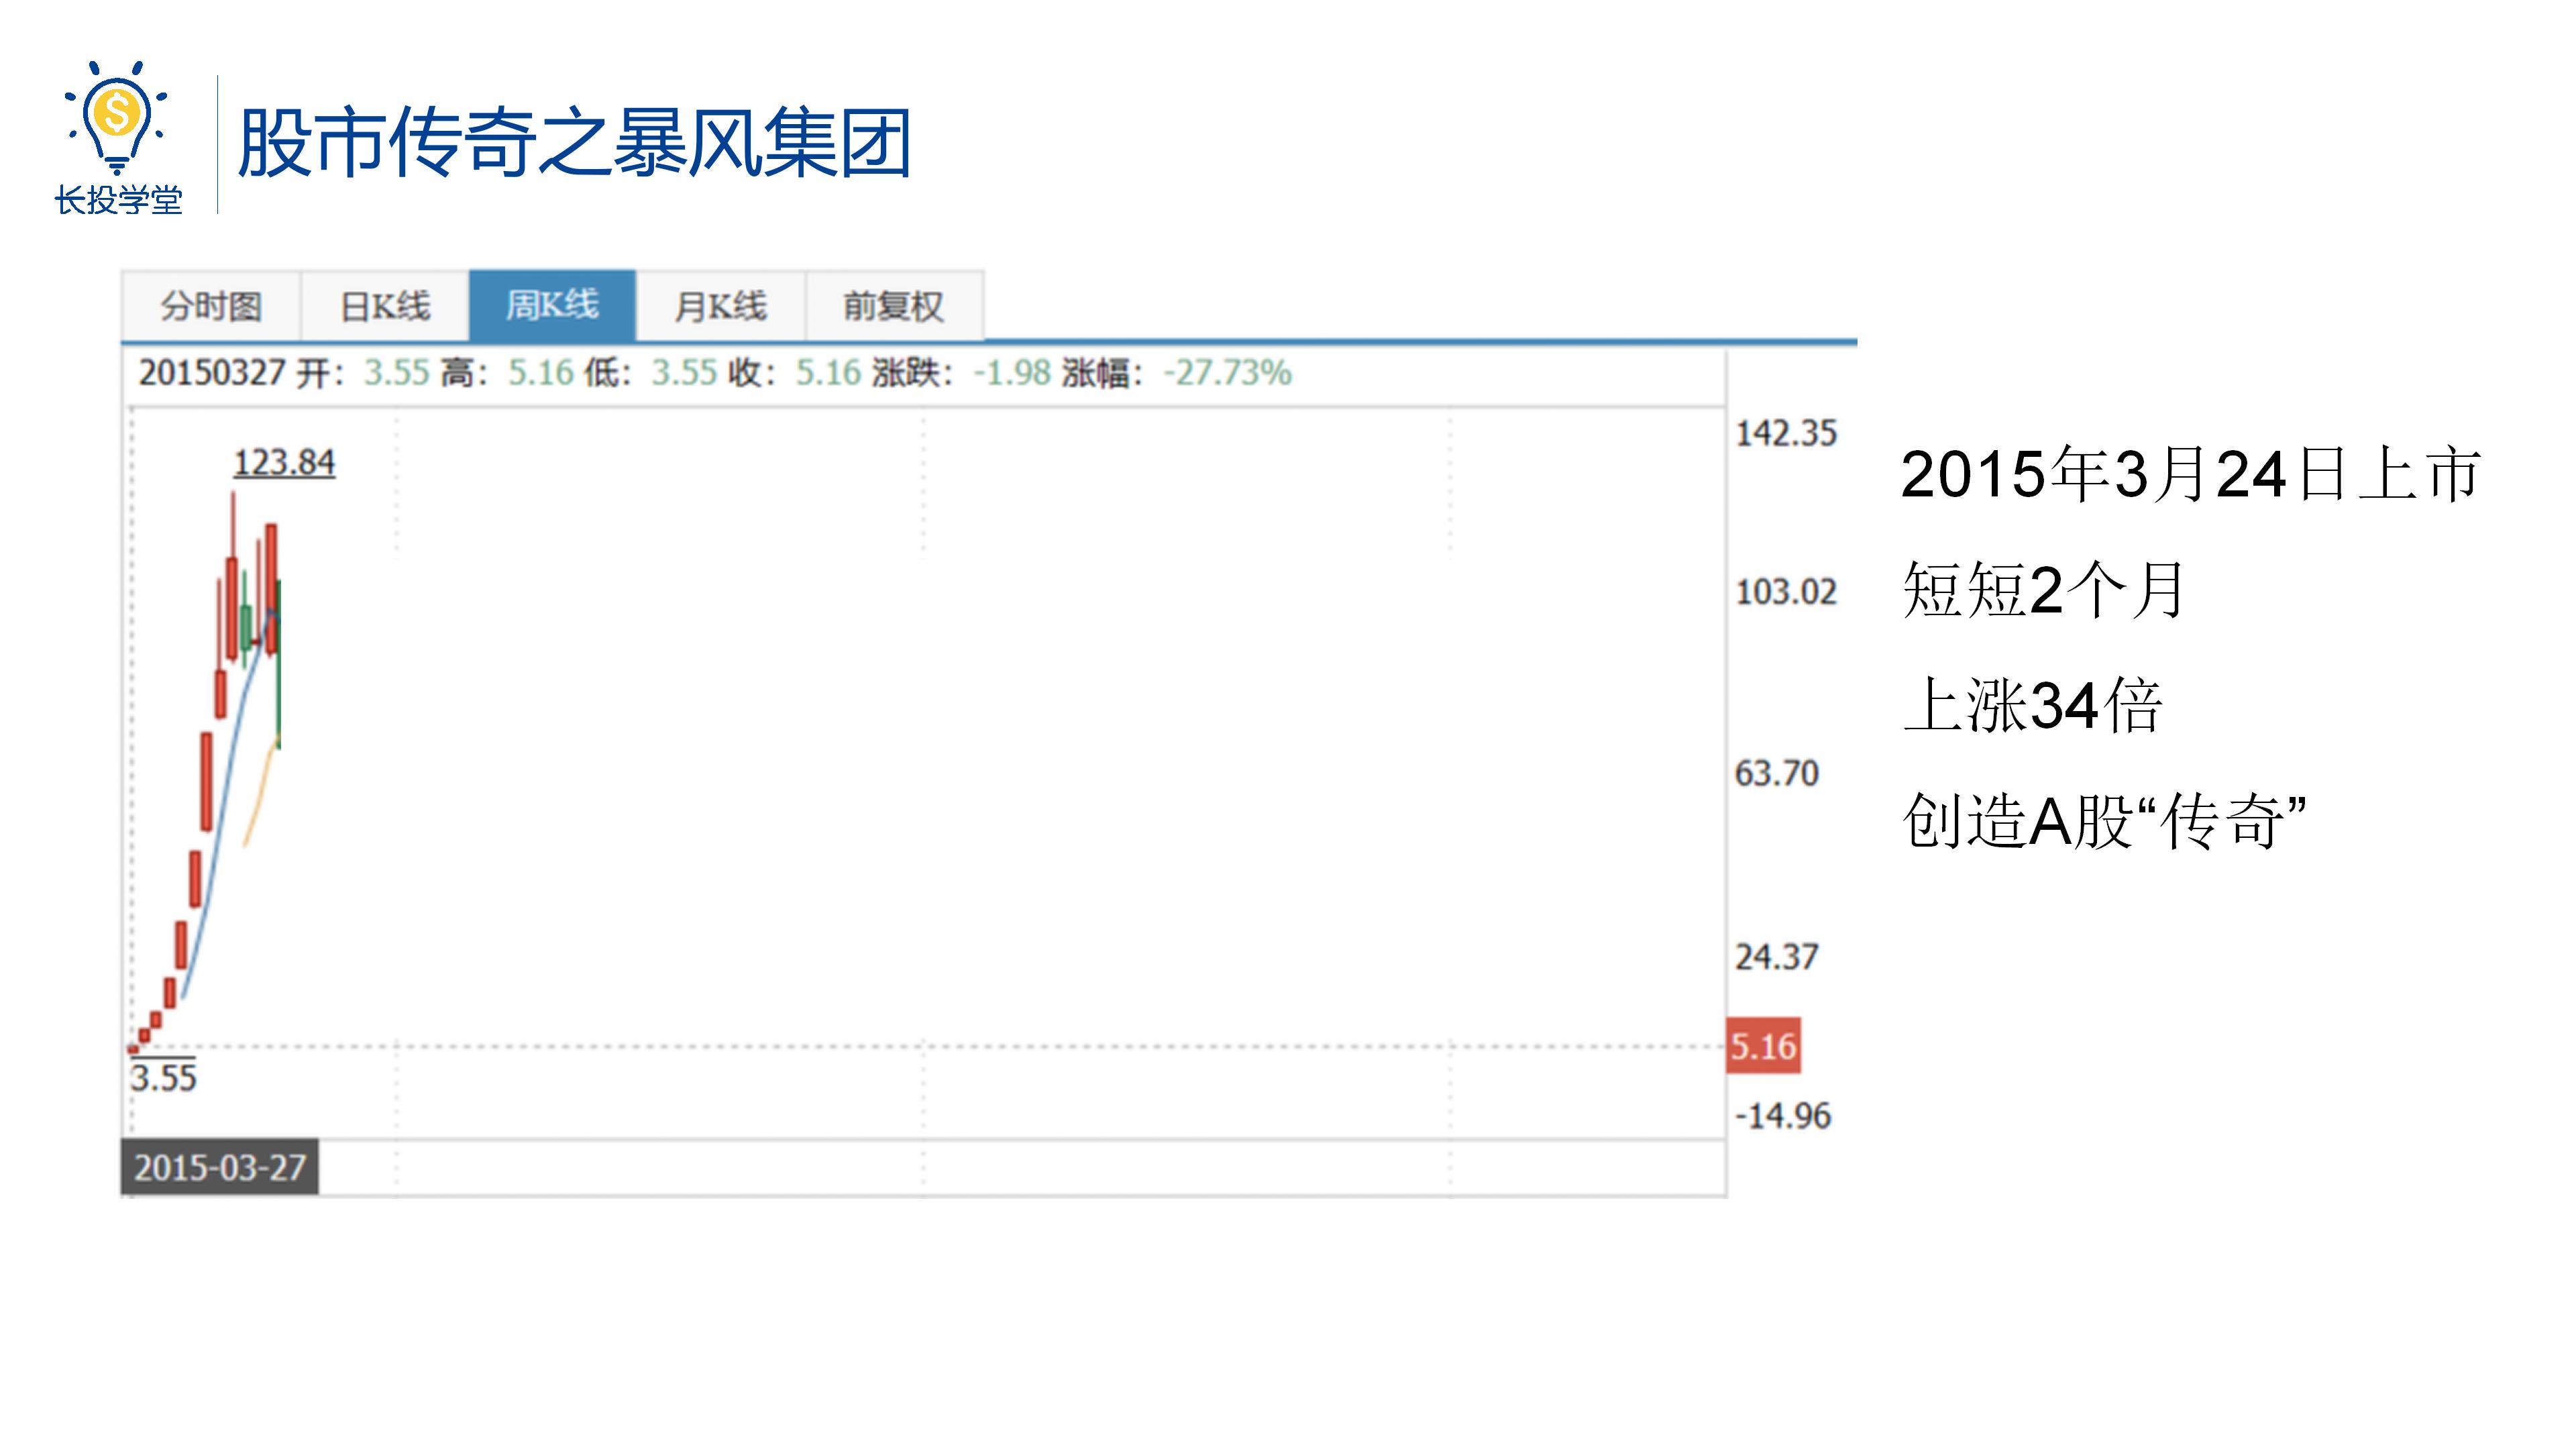 长投学堂
股市传奇之暴风集团
分时图 日K线 周K线 月K线 前复权
20150327 开：3.55 高：5.16 低：3.55 收：5.16 涨跌：-1.98 涨幅：-27.73%
142.35
123.84
103.02
63.70
24.37
5.16
3.55
-14.96
2015-03-27
2015年3月24日上市
短短2个月
上涨34倍
创造A股“传奇”